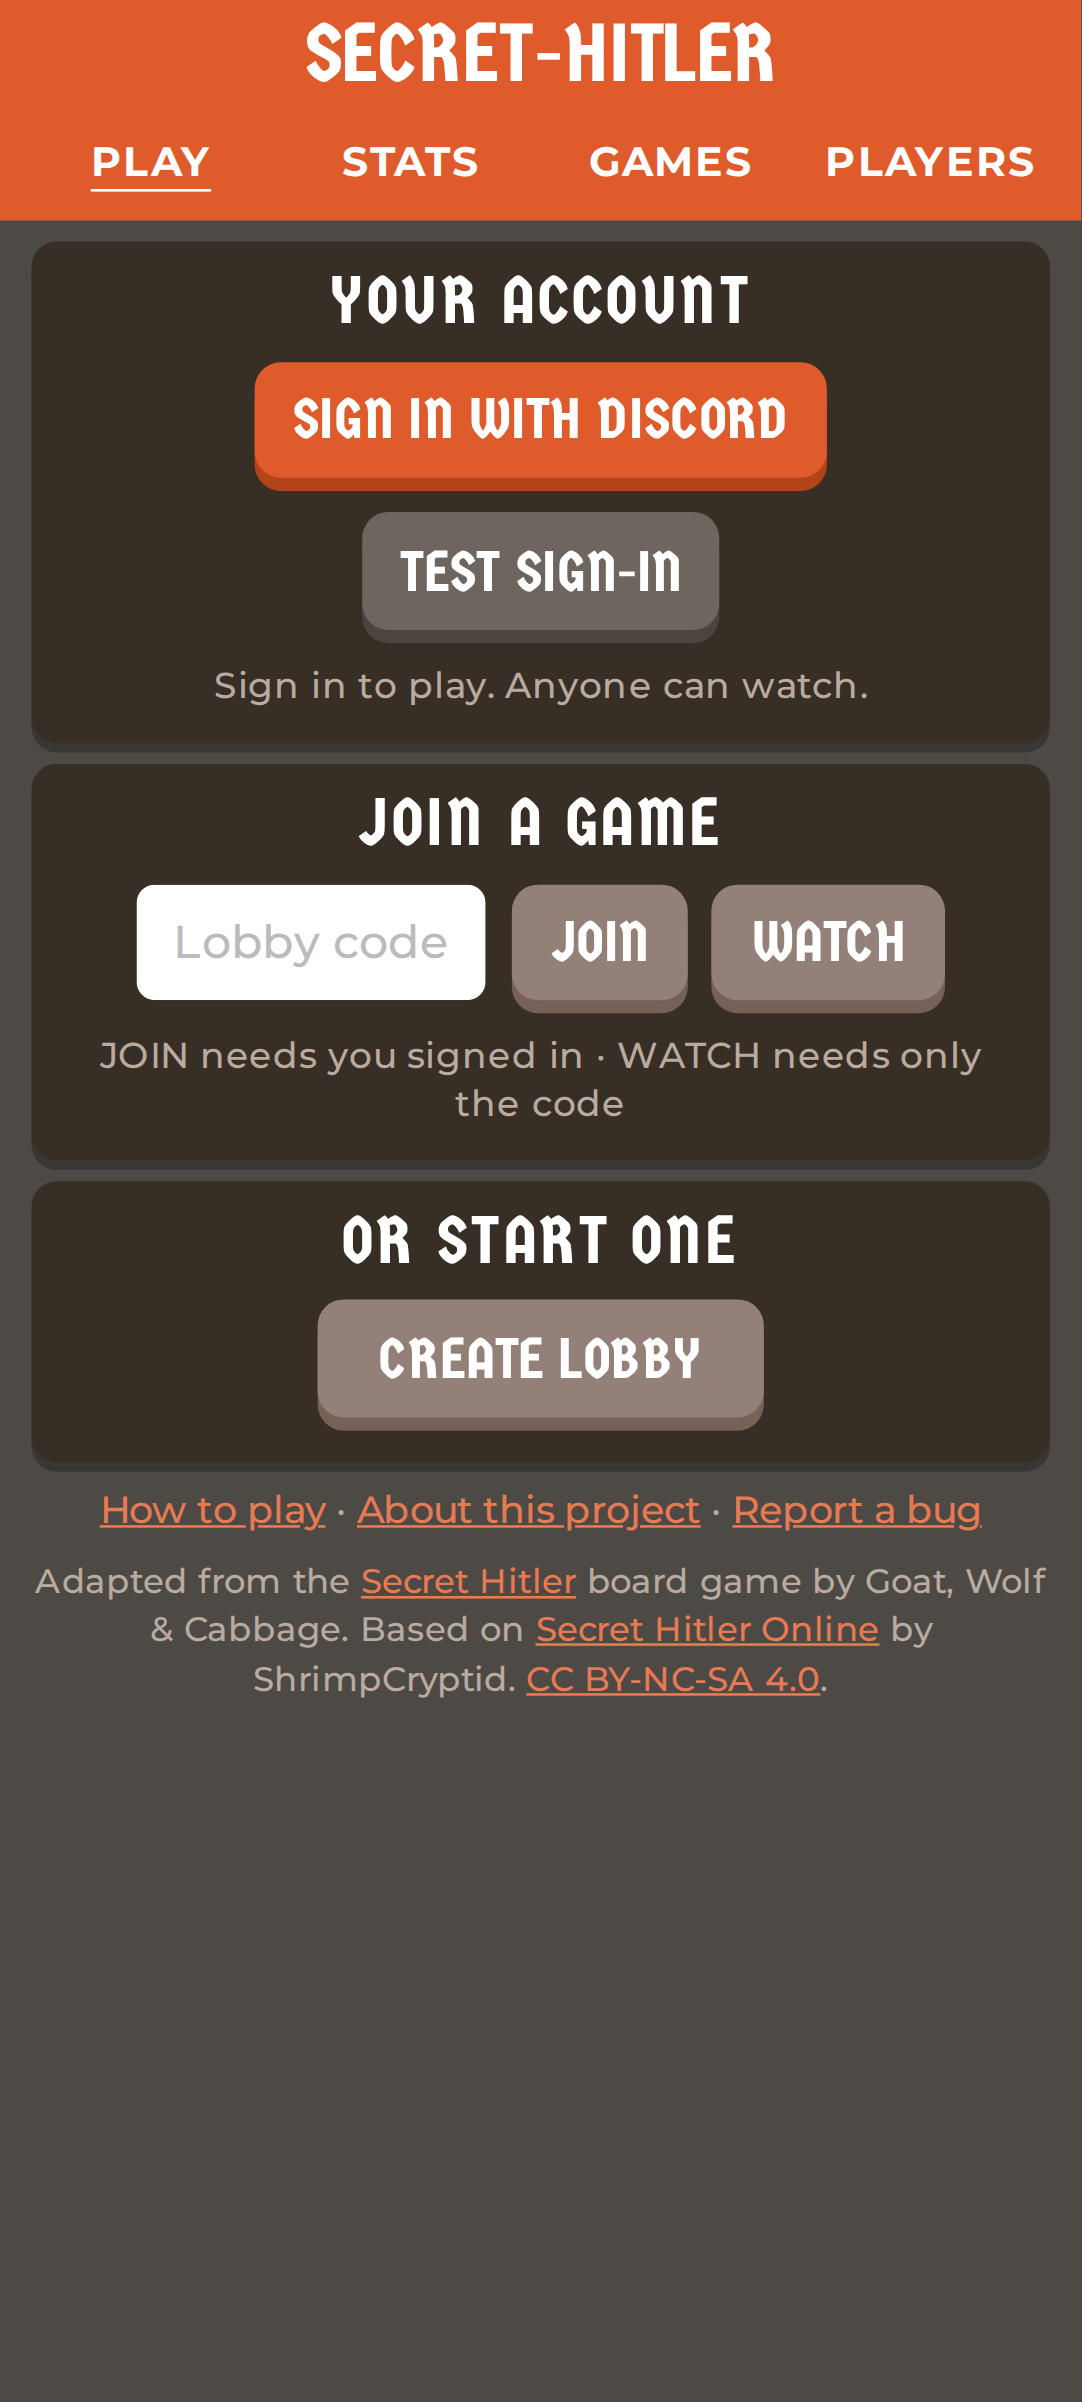 SECRET-HITLER
PLAY STATS GAMES PLAYERS
YOUR ACCOUNT
SIGN IN WITH DISCORD
TEST SIGN-IN
Sign in to play. Anyone can watch.
JOIN A GAME
Lobby code JOIN WATCH
JOIN needs you signed in · WATCH needs only
the code
OR START ONE
CREATE LOBBY
How to play · About this project · Report a bug
Adapted from the Secret Hitler board game by Goat, Wolf
& Cabbage. Based on Secret Hitler Online by
ShrimpCryptid. CC BY-NC-SA 4.0.